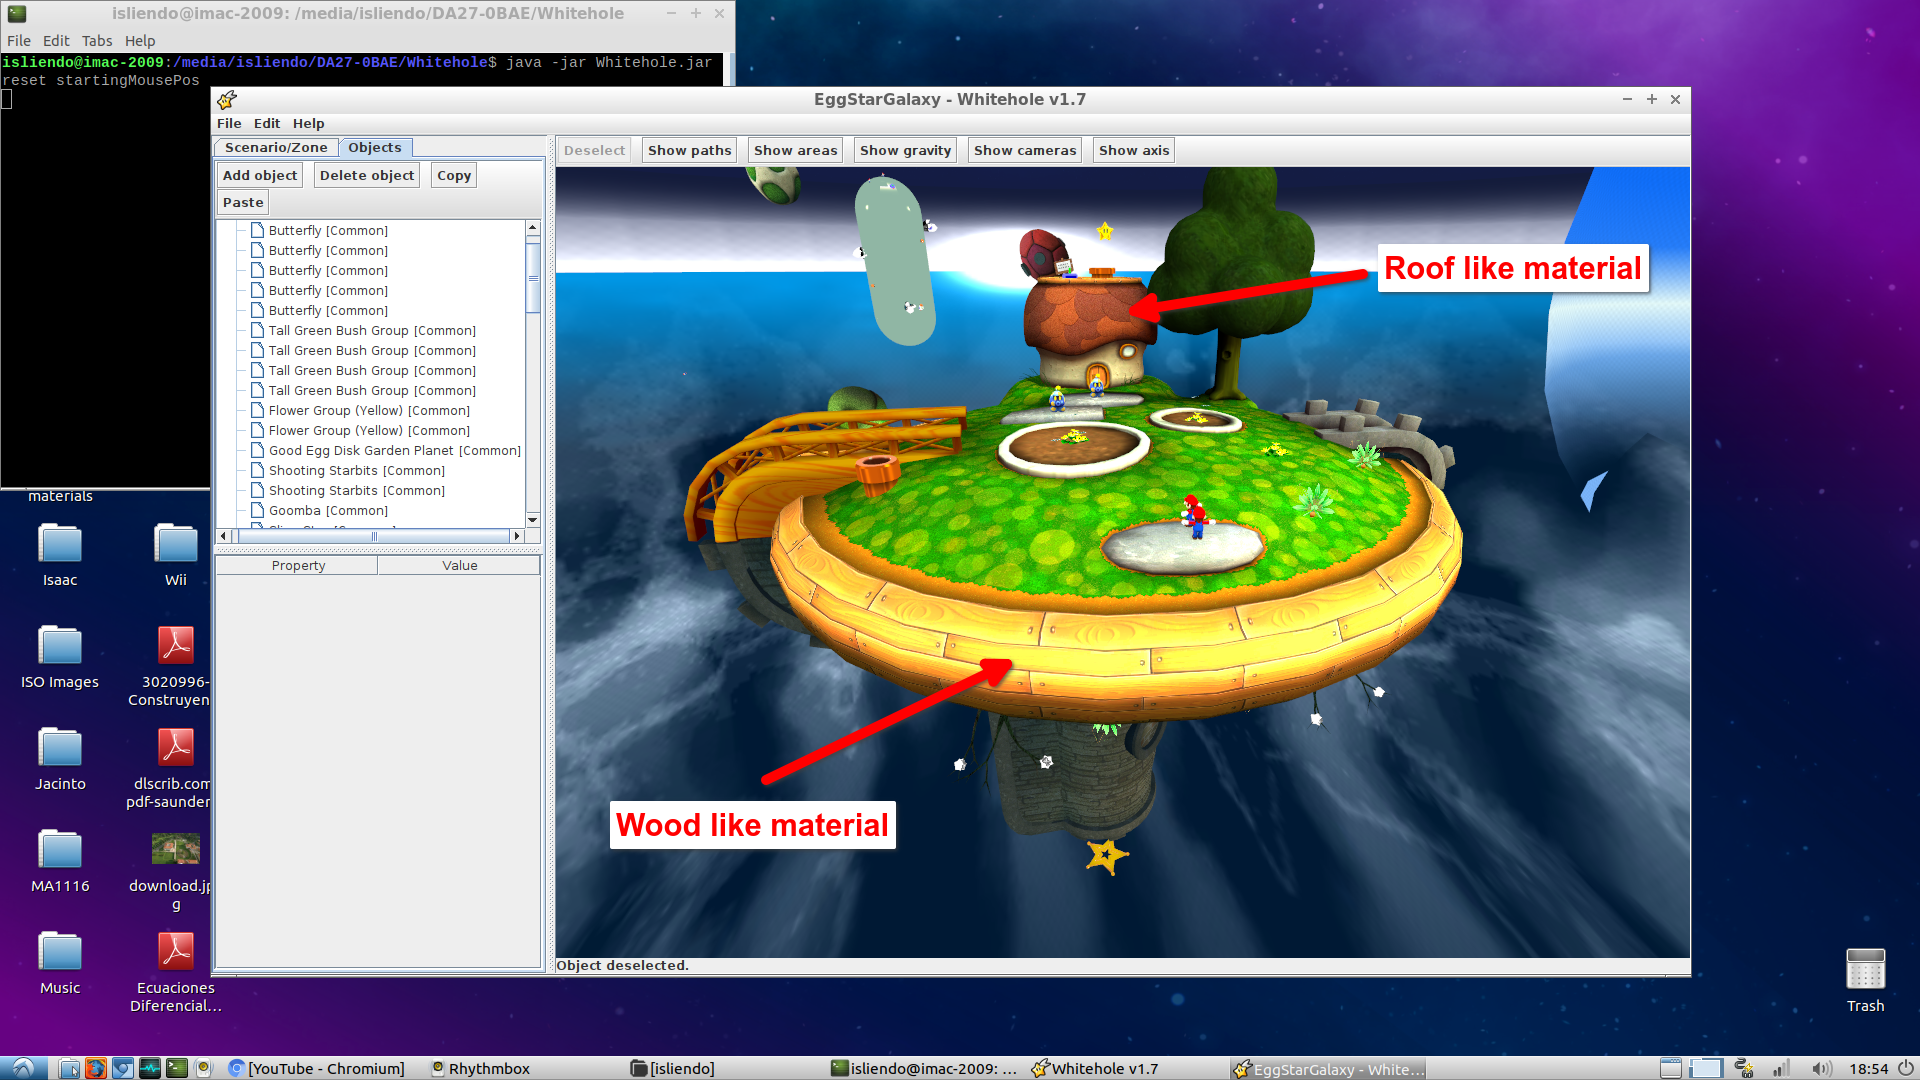 isliendo@imac-2009: /media/isliendo/DA27-0BAE/Whitehole
File Edit Tabs Help
isliendo@imac-2009:/media/isliendo/DA27-0BAE/Whitehole$ java -jar Whitehole.jar
reset startingMousePos
EggStarGalaxy - Whitehole v1.7
File Edit Help
Scenario/Zone Objects
Add object Delete object Copy
Paste
Deselect Show paths Show areas Show gravity Show cameras Show axis
Butterfly [Common]
Butterfly [Common]
Butterfly [Common]
Butterfly [Common]
Butterfly [Common]
Tall Green Bush Group [Common]
Tall Green Bush Group [Common]
Tall Green Bush Group [Common]
Tall Green Bush Group [Common]
Flower Group (Yellow) [Common]
Flower Group (Yellow) [Common]
Good Egg Disk Garden Planet [Common]
Shooting Starbits [Common]
Shooting Starbits [Common]
Goomba [Common]
Property Value
Roof like material
Wood like material
Object deselected.
materials
Isaac
Wii
ISO Images
3020996-
Construyen
Jacinto
dlscrib.com
pdf-saunder
MA1116
download.jp
g
Music
Ecuaciones
Diferencial...
Trash
[YouTube - Chromium] Rhythmbox [isliendo] isliendo@imac-2009: ... Whitehole v1.7 EggStarGalaxy - White... 18:54